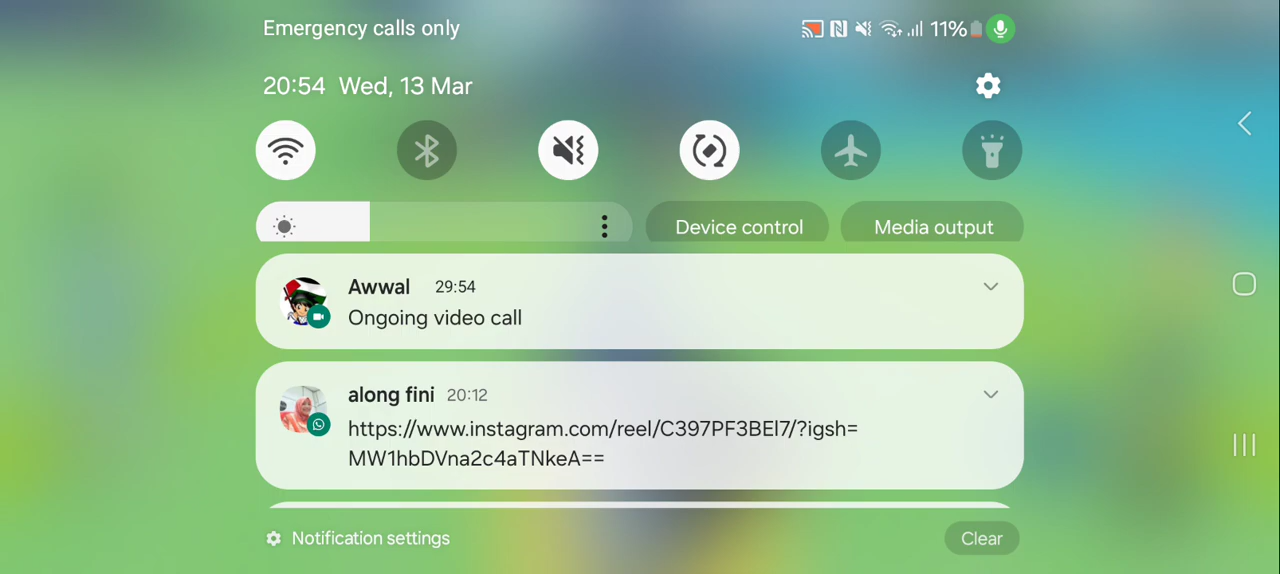 Emergency calls only
11%
20:54 Wed, 13 Mar
Device control
Media output
Awwal 29:54
Ongoing video call
along fini 20:12
https://www.instagram.com/reel/C397PF3BEl7/?igsh=
MW1hbDVna2c4aTNkeA==
Notification settings
Clear